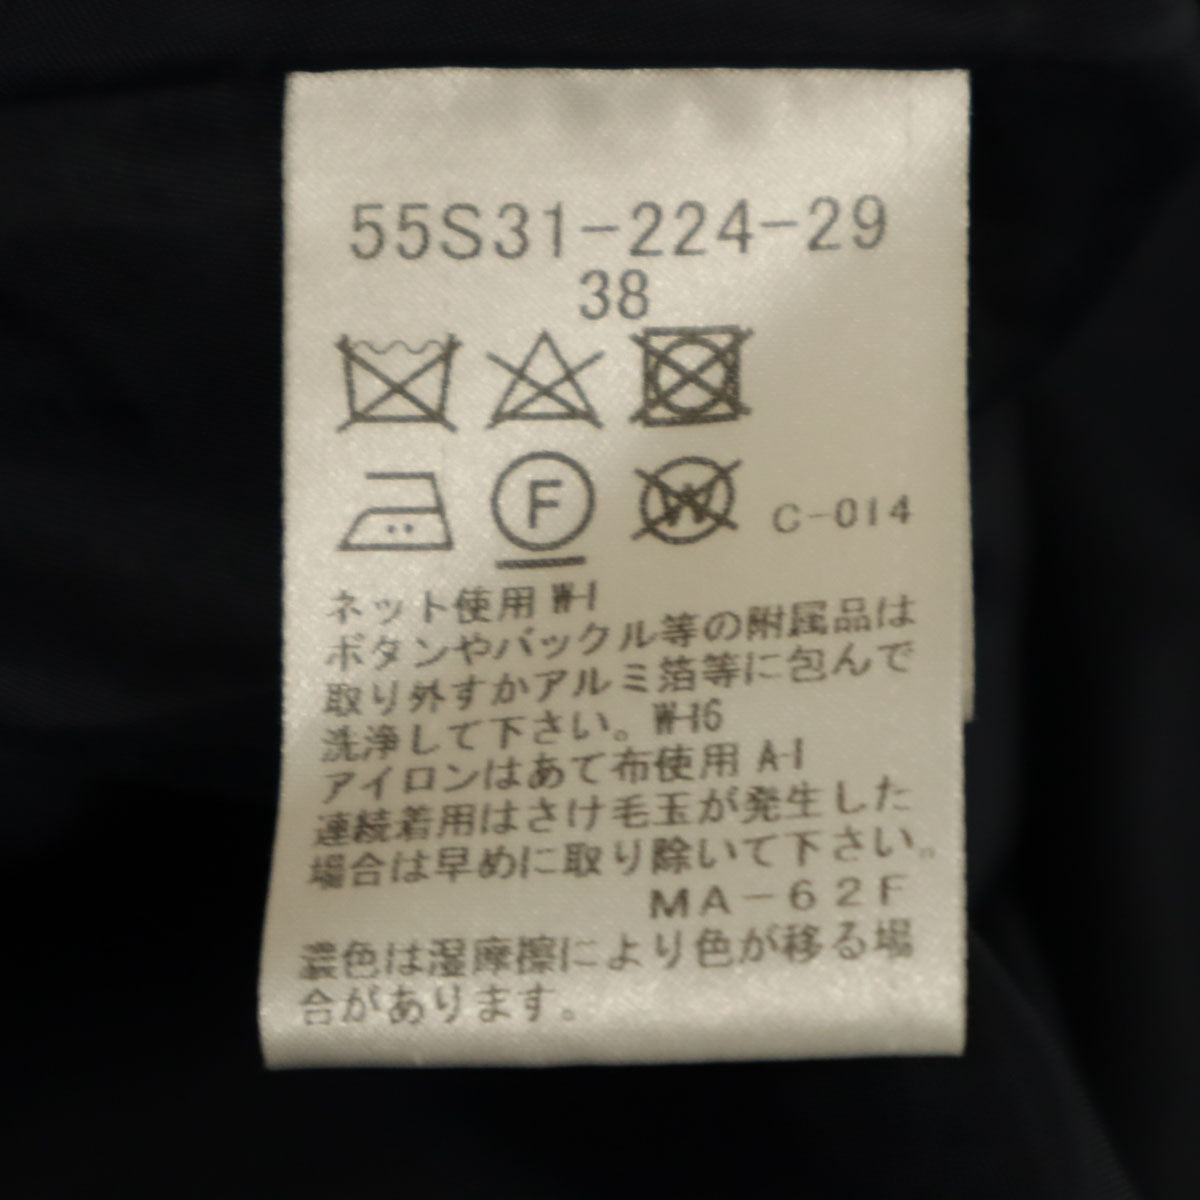 55S31-224-29
38
F
W
C-014
ネット使用 W-1
ボタンやバックル等の附属品は
取り外すかアルミ箔等に包んで
洗浄して下さい。W-16
アイロンはあて布使用 A-1
連続着用はさけ毛玉が発生した
場合は早めに取り除いて下さい。
MA-62F
濃色は湿摩擦により色が移る場
合があります。